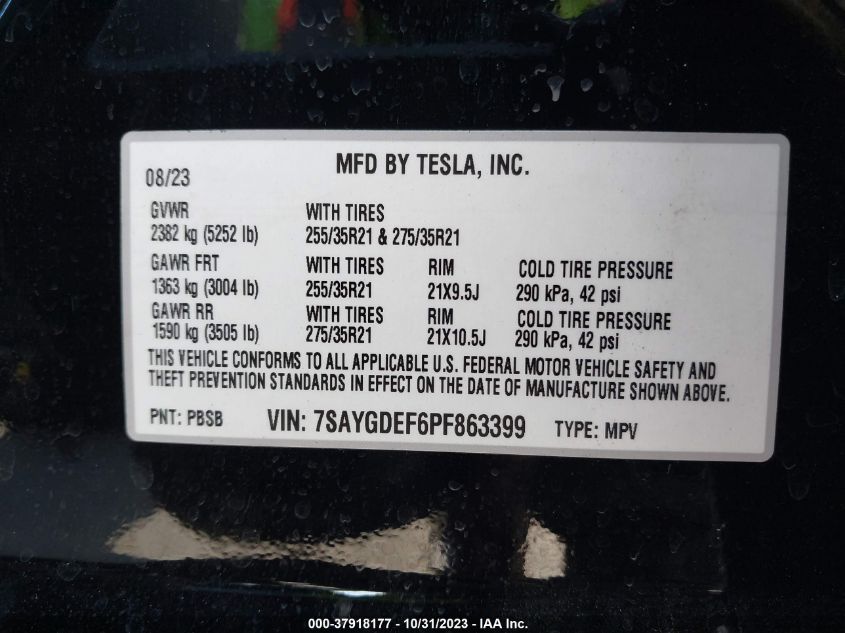 MFD BY TESLA, INC.
08/23
GVWR WITH TIRES
2382 kg (5252 lb) 255/35R21 & 275/35R21
GAWR FRT WITH TIRES RIM COLD TIRE PRESSURE
1363 kg (3004 lb) 255/35R21 21X9.5J 290 kPa, 42 psi
GAWR RR WITH TIRES RIM COLD TIRE PRESSURE
1590 kg (3505 lb) 275/35R21 21X10.5J 290 kPa, 42 psi
THIS VEHICLE CONFORMS TO ALL APPLICABLE U.S. FEDERAL MOTOR VEHICLE SAFETY AND
THEFT PREVENTION STANDARDS IN EFFECT ON THE DATE OF MANUFACTURE SHOWN ABOVE.
PNT: PBSB VIN: 7SAYGDEF6PF863399 TYPE: MPV
000-37918177 - 10/31/2023 - IAA Inc.